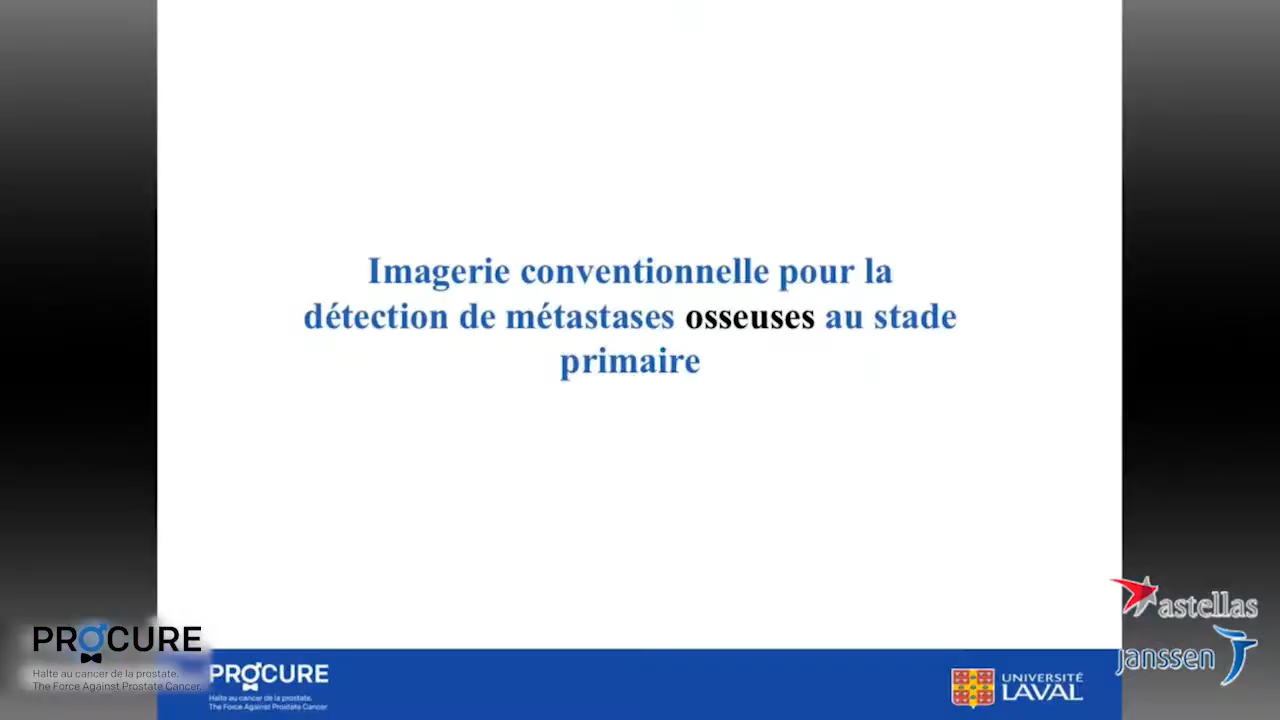 Imagerie conventionnelle pour la
détection de métastases osseuses au stade
primaire
PROCURE
Halte au cancer de la prostate.
The Force Against Prostate Cancer.
PROCURE
Halte au cancer de la prostate.
The Force Against Prostate Cancer
UNIVERSITÉ
LAVAL
astellas
janssen